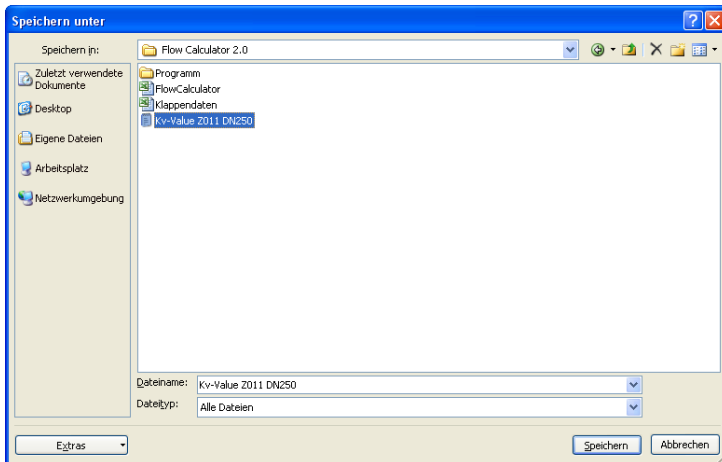 Speichern unter
Speichern in:
Flow Calculator 2.0
Zuletzt verwendete
Dokumente
Desktop
Eigene Dateien
Arbeitsplatz
Netzwerkumgebung
Programm
FlowCalculator
Klappendaten
Kv-Value Z011 DN250
Dateiname:
Kv-Value Z011 DN250
Dateityp:
Alle Dateien
Extras
Speichern
Abbrechen